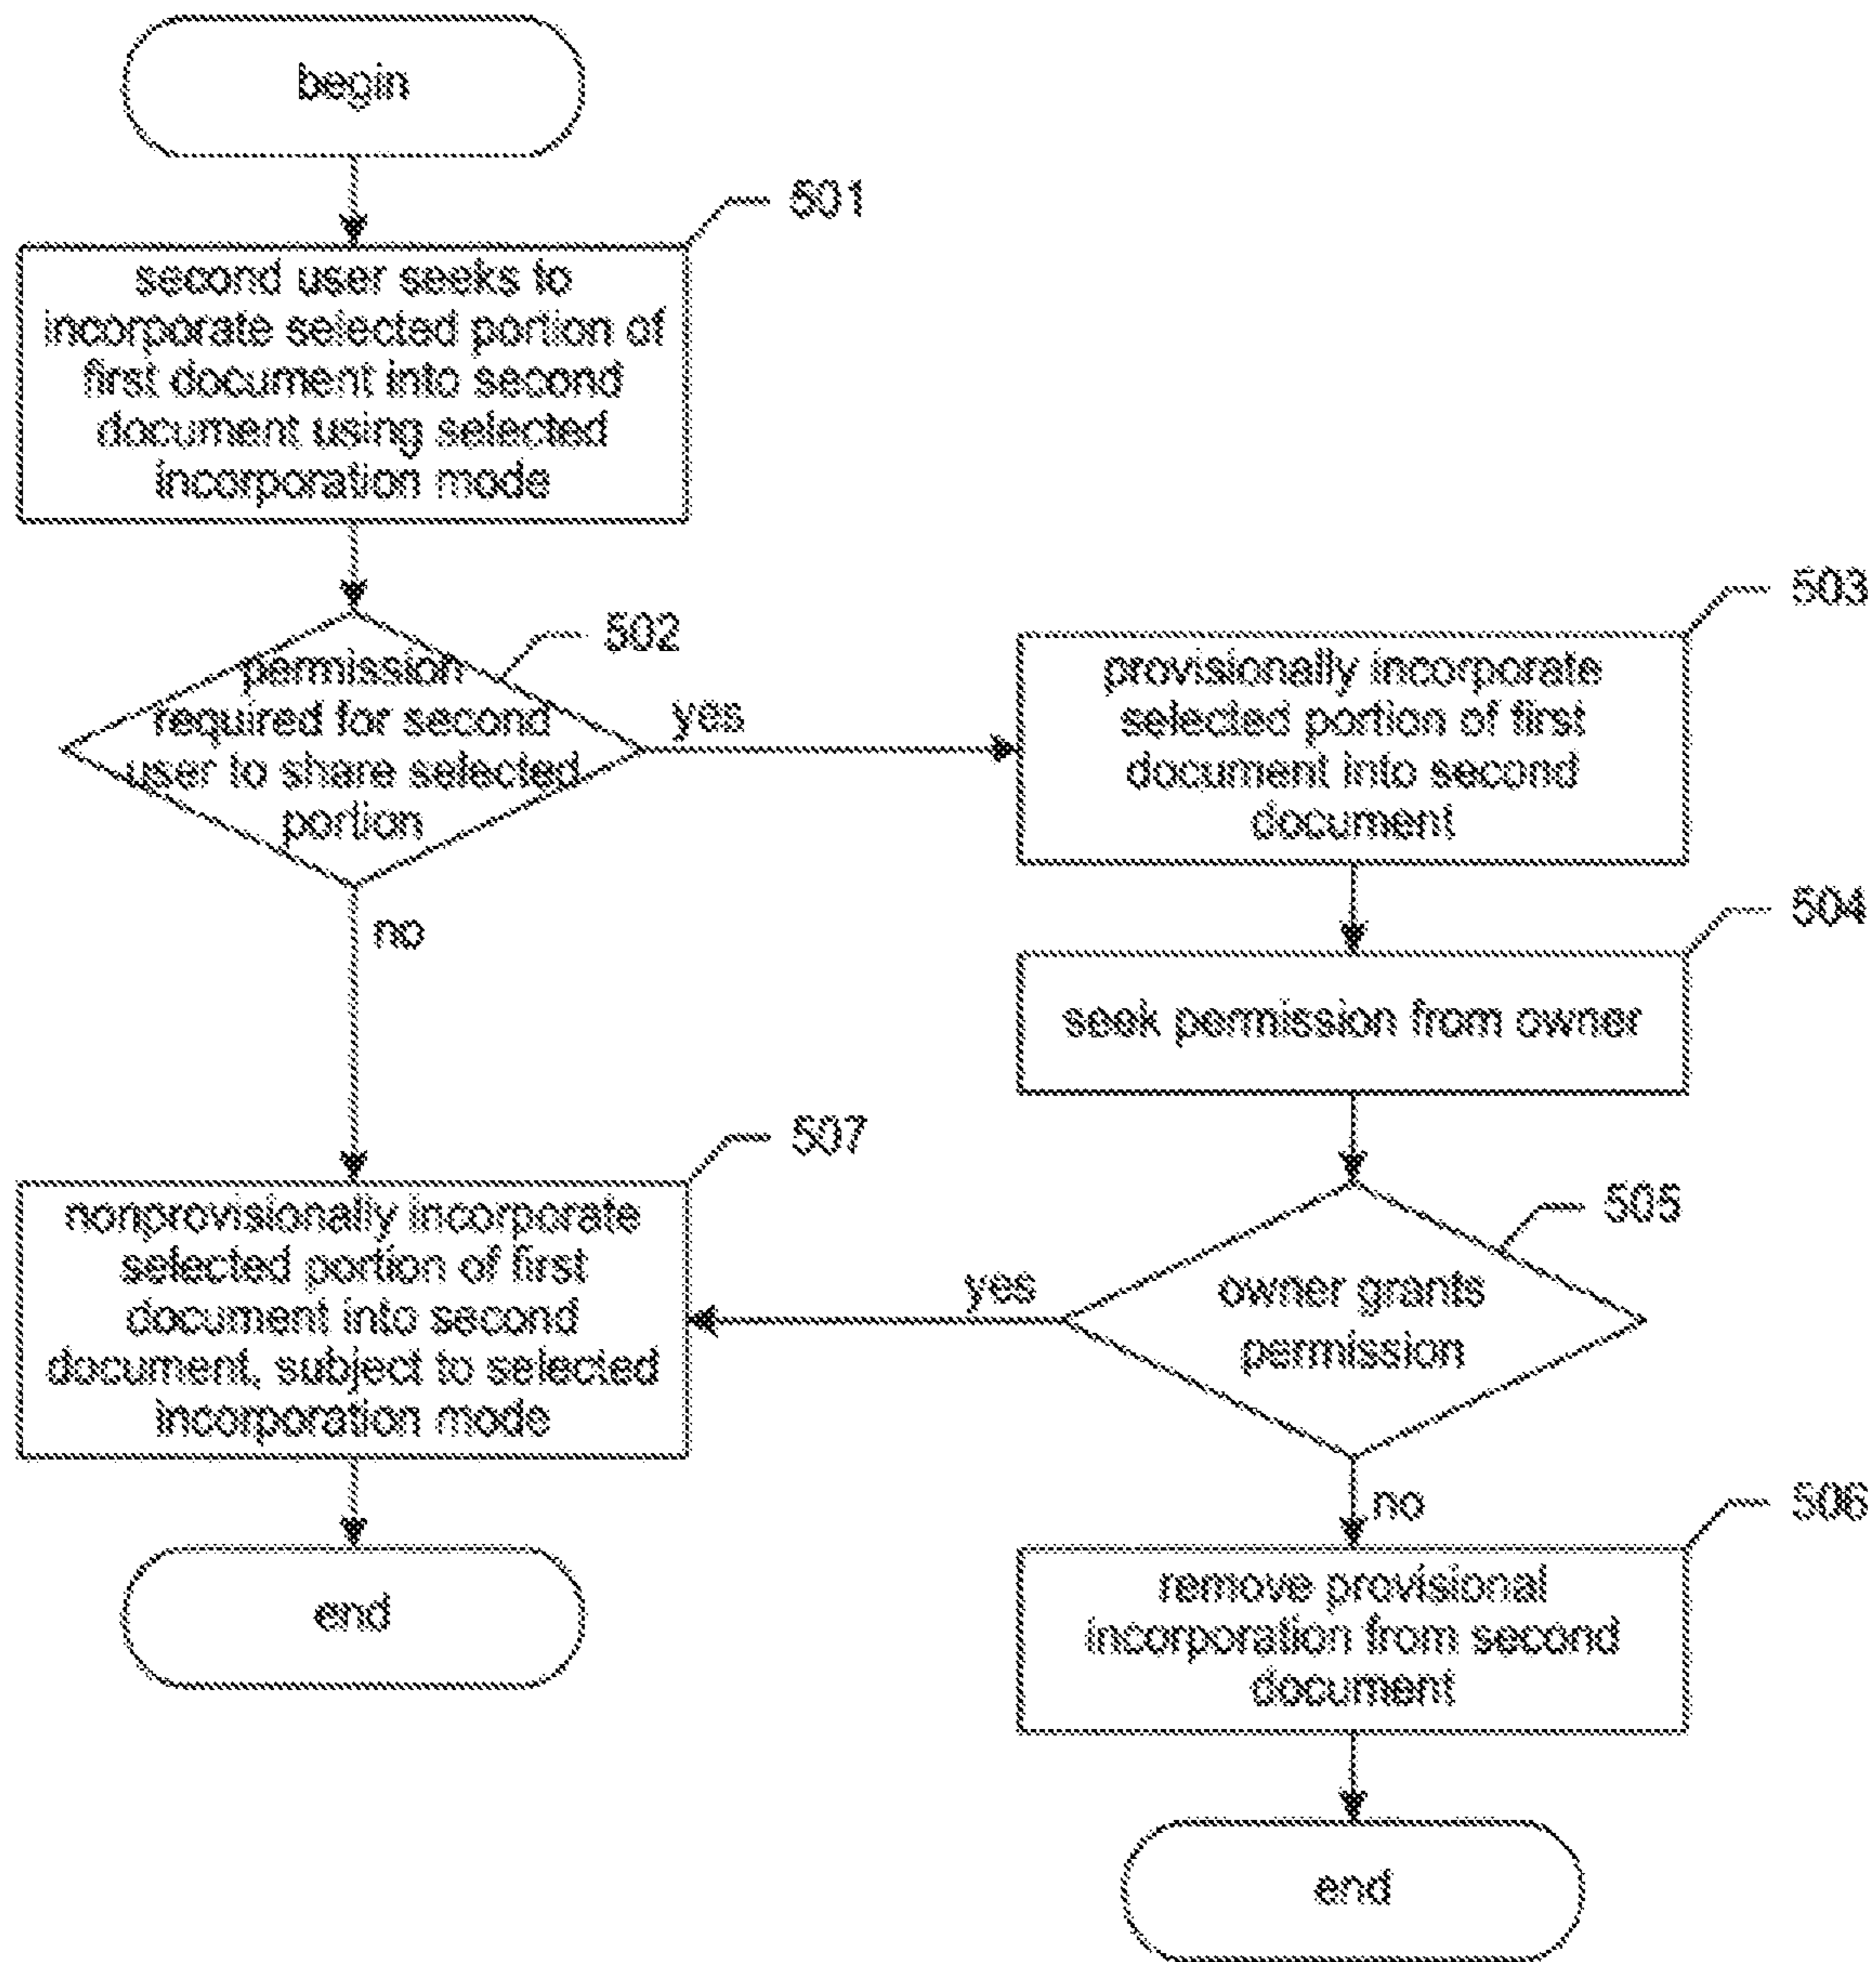 begin
501
second user seeks to
incorporate selected portion of
first document into second
document using selected
incorporation mode
502
permission
required for second
user to share selected
portion
yes
no
503
provisionally incorporate
selected portion of first
document into second
document
504
seek permission from owner
505
owner grants
permission
yes
no
507
nonprovisionally incorporate
selected portion of first
document into second
document, subject to selected
incorporation mode
end
506
remove provisional
incorporation from second
document
end